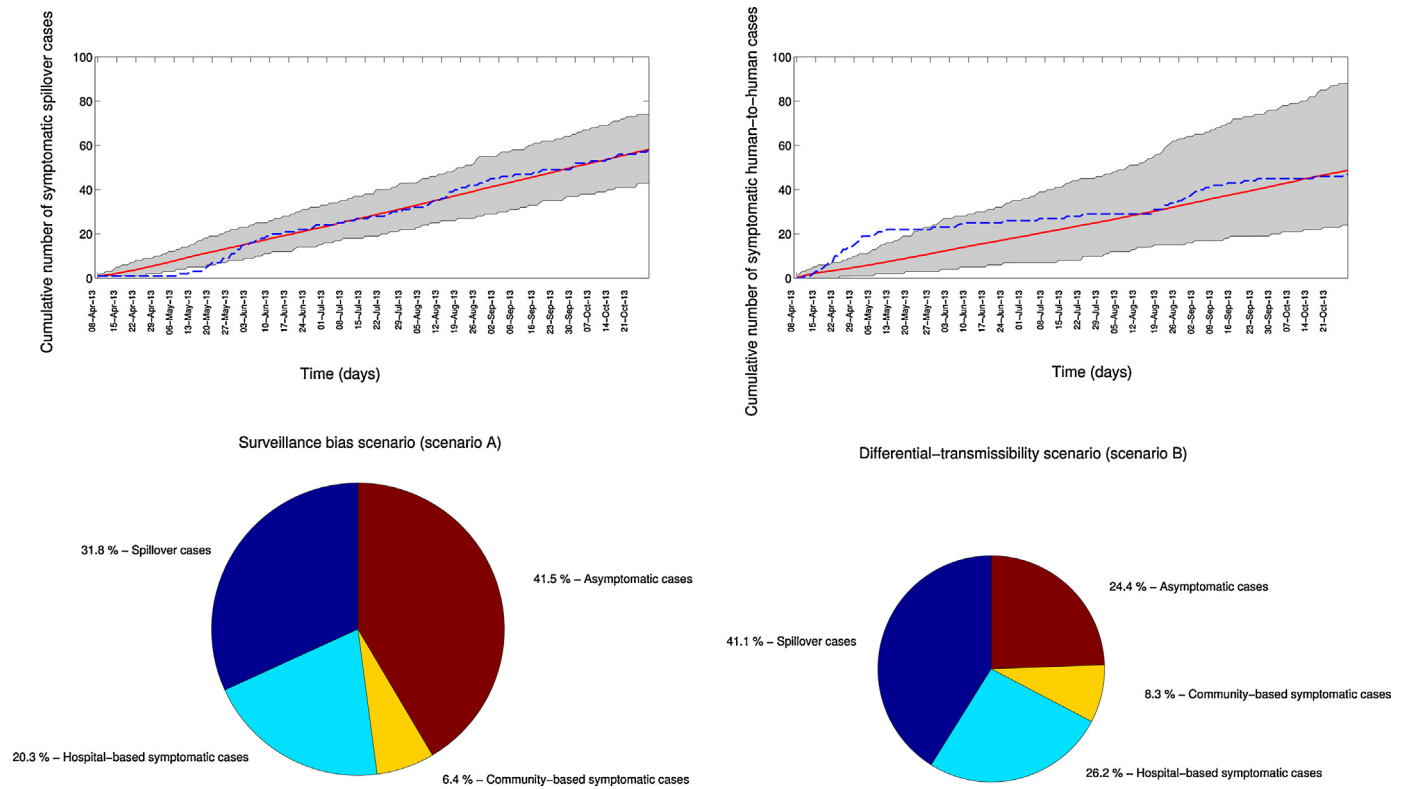 Cumulative number of symptomatic spillover cases
100
80
60
40
20
0
08–Apr–13
15–Apr–13
22–Apr–13
29–Apr–13
06–May–13
13–May–13
20–May–13
27–May–13
03–Jun–13
10–Jun–13
17–Jun–13
24–Jun–13
01–Jul–13
08–Jul–13
15–Jul–13
22–Jul–13
29–Jul–13
05–Aug–13
12–Aug–13
19–Aug–13
26–Aug–13
02–Sep–13
09–Sep–13
16–Sep–13
23–Sep–13
30–Sep–13
07–Oct–13
14–Oct–13
21–Oct–13
Time (days)
Cumulative number of symptomatic human–to–human cases
100
80
60
40
20
0
08–Apr–13
15–Apr–13
22–Apr–13
29–Apr–13
06–May–13
13–May–13
20–May–13
27–May–13
03–Jun–13
10–Jun–13
17–Jun–13
24–Jun–13
01–Jul–13
08–Jul–13
15–Jul–13
22–Jul–13
29–Jul–13
05–Aug–13
12–Aug–13
19–Aug–13
26–Aug–13
02–Sep–13
09–Sep–13
16–Sep–13
23–Sep–13
30–Sep–13
07–Oct–13
14–Oct–13
21–Oct–13
Time (days)
Surveillance bias scenario (scenario A)
31.8 % – Spillover cases
41.5 % – Asymptomatic cases
20.3 % – Hospital–based symptomatic cases
6.4 % – Community–based symptomatic cases
Differential–transmissibility scenario (scenario B)
24.4 % – Asymptomatic cases
41.1 % – Spillover cases
8.3 % – Community–based symptomatic cases
26.2 % – Hospital–based symptomatic cases